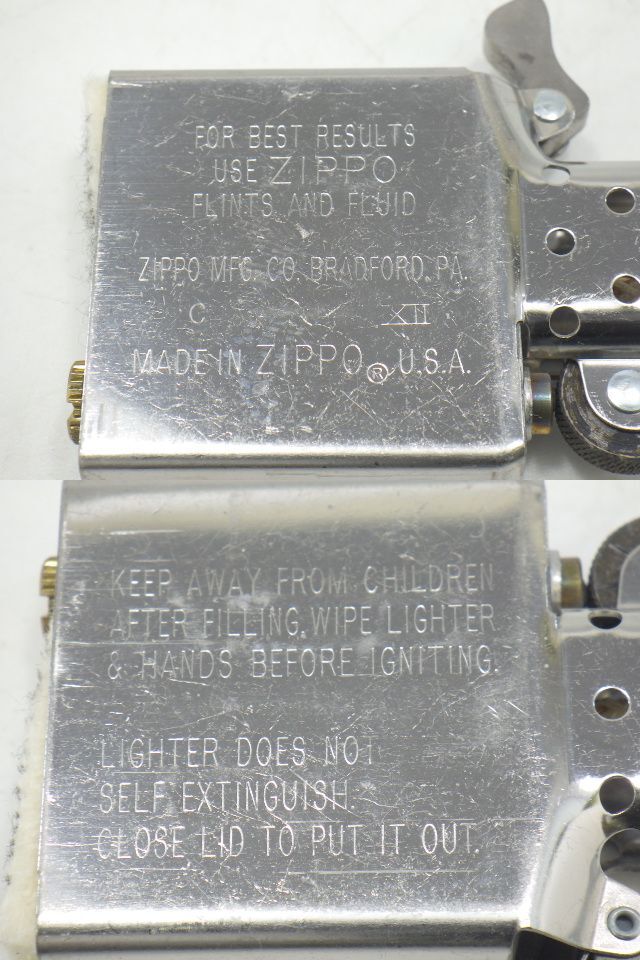 FOR BEST RESULTS
USE ZIPPO
FLINTS AND FLUID
ZIPPO MFG. CO. BRADFORD, PA.
C XII
MADE IN ZIPPO® U.S.A.
KEEP AWAY FROM CHILDREN
AFTER FILLING, WIPE LIGHTER
& HANDS BEFORE IGNITING.
LIGHTER DOES NOT
SELF EXTINGUISH.
CLOSE LID TO PUT IT OUT.